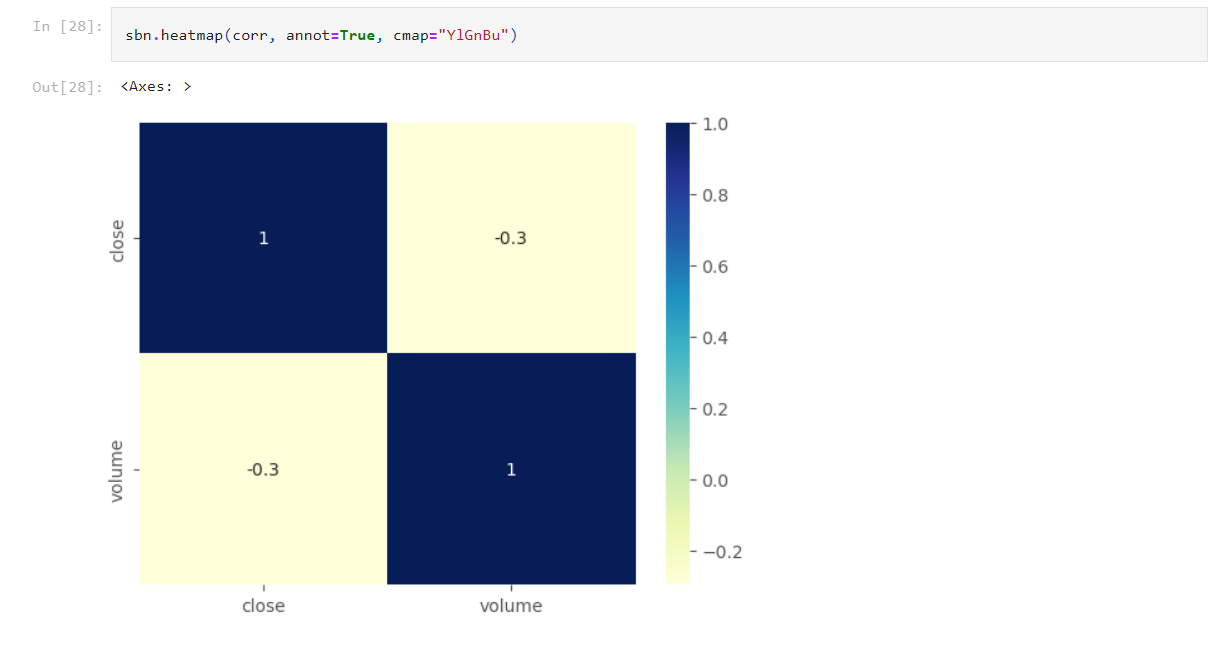 In [28]:
sbn.heatmap(corr, annot=True, cmap="YlGnBu")
Out[28]:
<Axes: >
1.0
0.8
0.6
0.4
0.2
0.0
−0.2
close
1
-0.3
volume
-0.3
1
close
volume